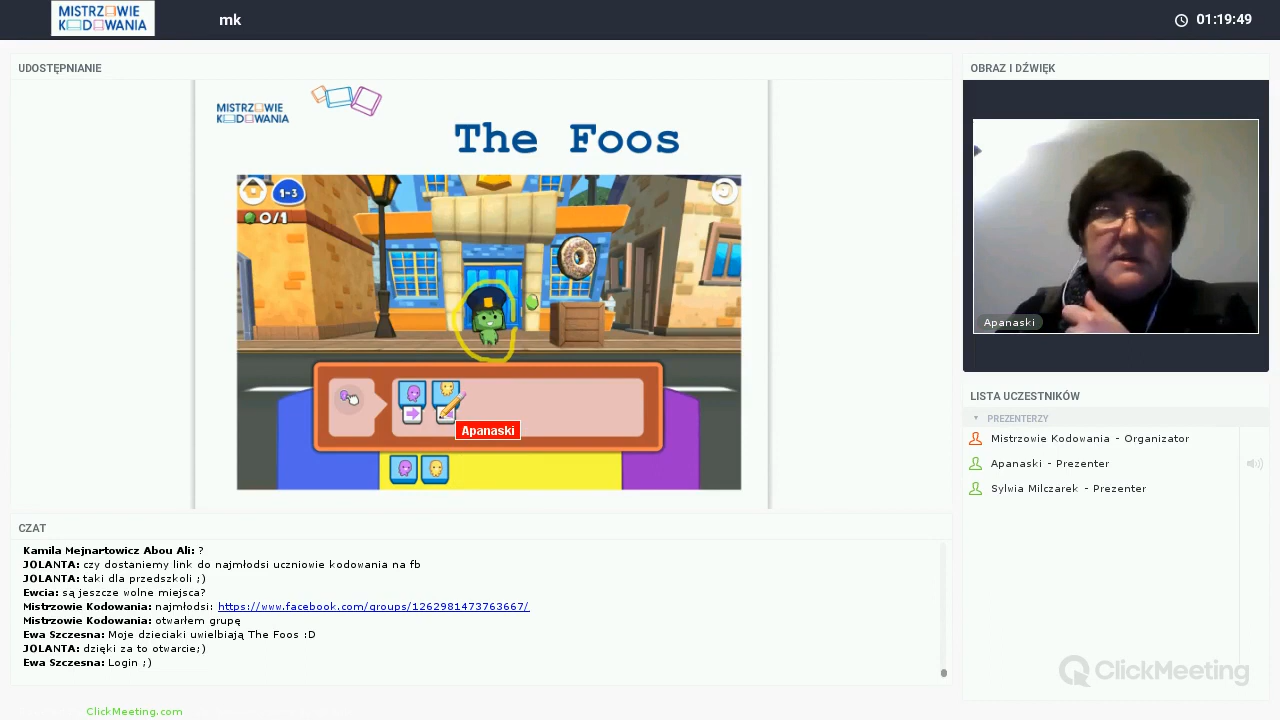 MISTRZOWIE
KODOWANIA
mk
01:19:49
UDOSTĘPNIANIE
MISTRZOWIE
KODOWANIA
The Foos
1-3
0/1
Apanaski
CZAT
Kamila Mejnartowicz Abou Ali: ?
JOLANTA: czy dostaniemy link do najmłodsi uczniowie kodowania na fb
JOLANTA: taki dla przedszkoli ;)
Ewcia: są jeszcze wolne miejsca?
Mistrzowie Kodowania: najmłodsi: https://www.facebook.com/groups/1262981473763667/
Mistrzowie Kodowania: otwarłem grupę
Ewa Szczesna: Moje dzieciaki uwielbiają The Foos :D
JOLANTA: dzięki za to otwarcie;)
Ewa Szczesna: Login ;)
ClickMeeting.com
OBRAZ I DŹWIĘK
Apanaski
LISTA UCZESTNIKÓW
PREZENTERZY
Mistrzowie Kodowania - Organizator
Apanaski - Prezenter
Sylwia Milczarek - Prezenter
ClickMeeting